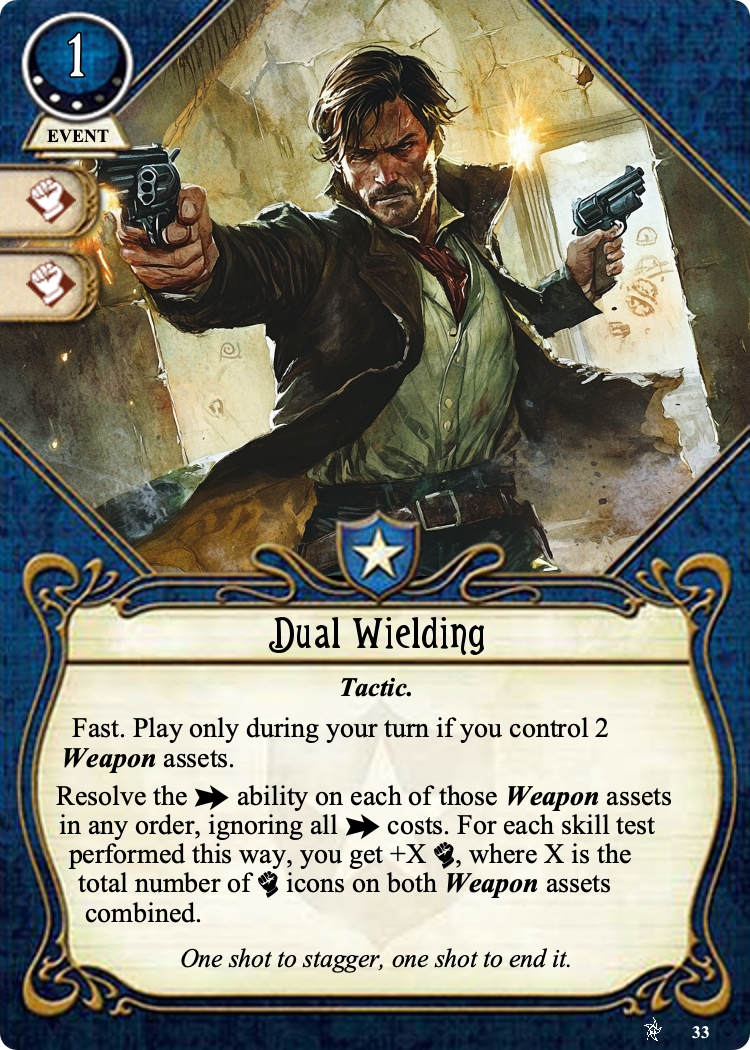 1
EVENT
Dual Wielding
Tactic.
Fast. Play only during your turn if you control 2
Weapon assets.
Resolve the ability on each of those Weapon assets
in any order, ignoring all costs. For each skill test
performed this way, you get +X , where X is the
total number of icons on both Weapon assets
combined.
One shot to stagger, one shot to end it.
33